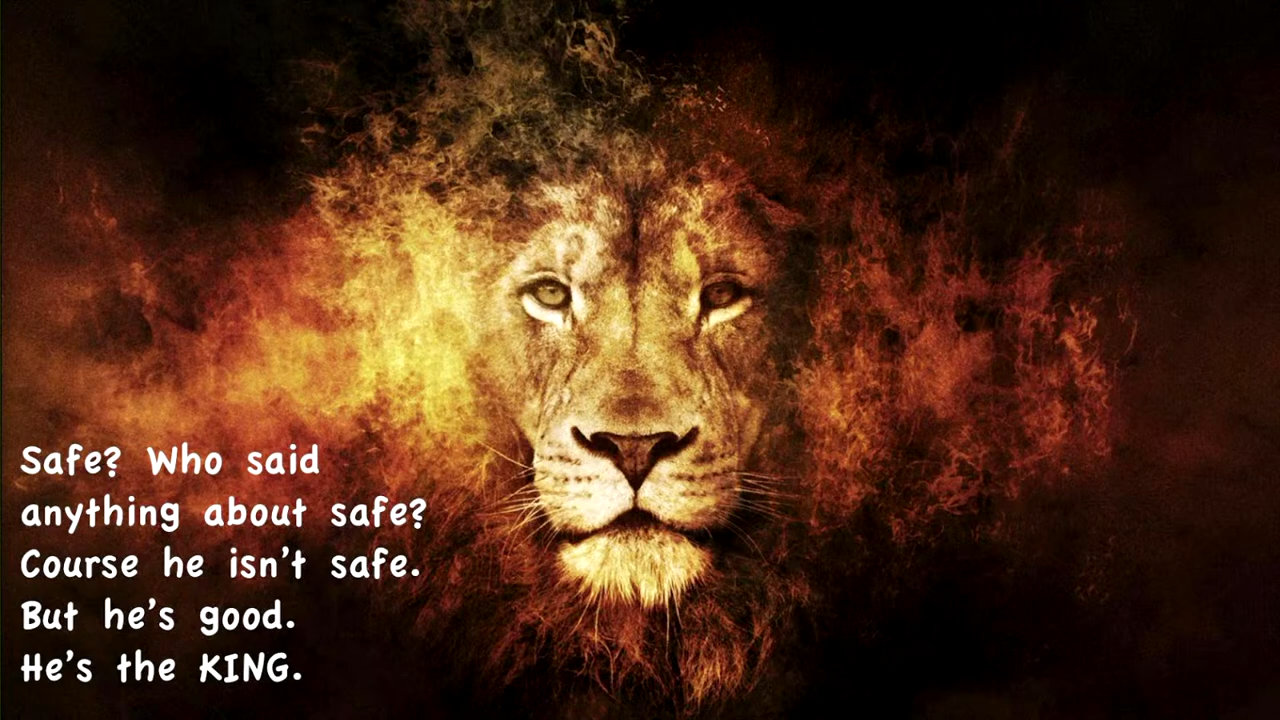 Safe? Who said
anything about safe?
Course he isn't safe.
But he's good.
He's the KING.